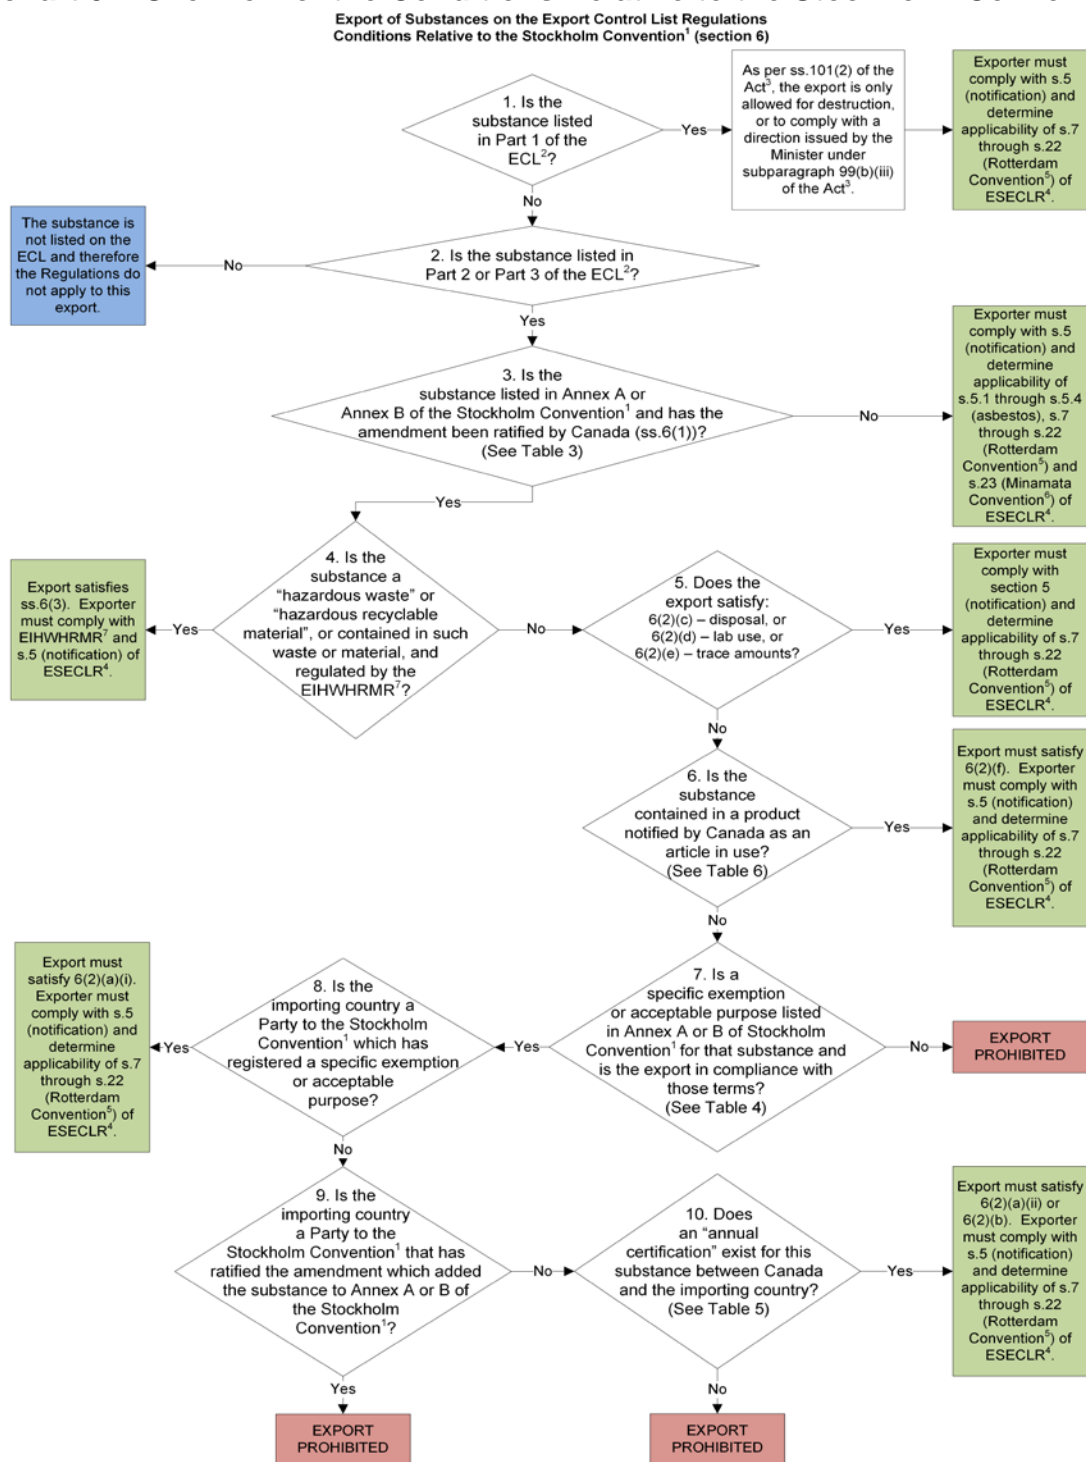 Export of Substances on the Export Control List Regulations
Conditions Relative to the Stockholm Convention¹ (section 6)
1. Is the
substance listed
in Part 1 of the
ECL²?
Yes
As per ss.101(2) of the
Act³, the export is only
allowed for destruction,
or to comply with a
direction issued by the
Minister under
subparagraph 99(b)(iii)
of the Act³.
Exporter must
comply with s.5
(notification) and
determine
applicability of s.7
through s.22
(Rotterdam
Convention⁵) of
ESECLR⁴.
No
The substance is
not listed on the
ECL and therefore
the Regulations do
not apply to this
export.
No
2. Is the substance listed in
Part 2 or Part 3 of the ECL²?
Yes
3. Is the
substance listed in Annex A or
Annex B of the Stockholm Convention¹ and has the
amendment been ratified by Canada (ss.6(1))?
(See Table 3)
No
Exporter must
comply with s.5
(notification) and
determine
applicability of
s.5.1 through s.5.4
(asbestos), s.7
through s.22
(Rotterdam
Convention⁵) and
s.23 (Minamata
Convention⁶) of
ESECLR⁴.
Yes
Export satisfies
ss.6(3). Exporter
must comply with
EIHWHRMR⁷ and
s.5 (notification) of
ESECLR⁴.
Yes
4. Is the
substance a
“hazardous waste” or
“hazardous recyclable
material”, or contained in such
waste or material, and
regulated by the
EIHWHRMR⁷?
No
5. Does the
export satisfy:
6(2)(c) – disposal, or
6(2)(d) – lab use, or
6(2)(e) – trace amounts?
Yes
Exporter must
comply with
section 5
(notification) and
determine
applicability of s.7
through s.22
(Rotterdam
Convention⁵) of
ESECLR⁴.
No
6. Is the
substance
contained in a product
notified by Canada as an
article in use?
(See Table 6)
Yes
Export must satisfy
6(2)(f). Exporter
must comply with
s.5 (notification)
and determine
applicability of s.7
through s.22
(Rotterdam
Convention⁵) of
ESECLR⁴.
No
7. Is a
specific exemption
or acceptable purpose listed
in Annex A or B of Stockholm
Convention¹ for that substance and
is the export in compliance with
those terms?
(See Table 4)
No
EXPORT
PROHIBITED
Yes
8. Is the
importing country a
Party to the Stockholm
Convention¹ which has
registered a specific exemption
or acceptable
purpose?
Yes
Export must
satisfy 6(2)(a)(i).
Exporter must
comply with s.5
(notification) and
determine
applicability of s.7
through s.22
(Rotterdam
Convention⁵) of
ESECLR⁴.
No
9. Is the
importing country
a Party to the
Stockholm Convention¹ that has
ratified the amendment which added
the substance to Annex A or B of
the Stockholm
Convention¹?
No
10. Does
an “annual
certification” exist for this
substance between Canada
and the importing country?
(See Table 5)
Yes
Export must satisfy
6(2)(a)(ii) or
6(2)(b). Exporter
must comply with
s.5 (notification)
and determine
applicability of s.7
through s.22
(Rotterdam
Convention⁵) of
ESECLR⁴.
Yes
EXPORT
PROHIBITED
No
EXPORT
PROHIBITED